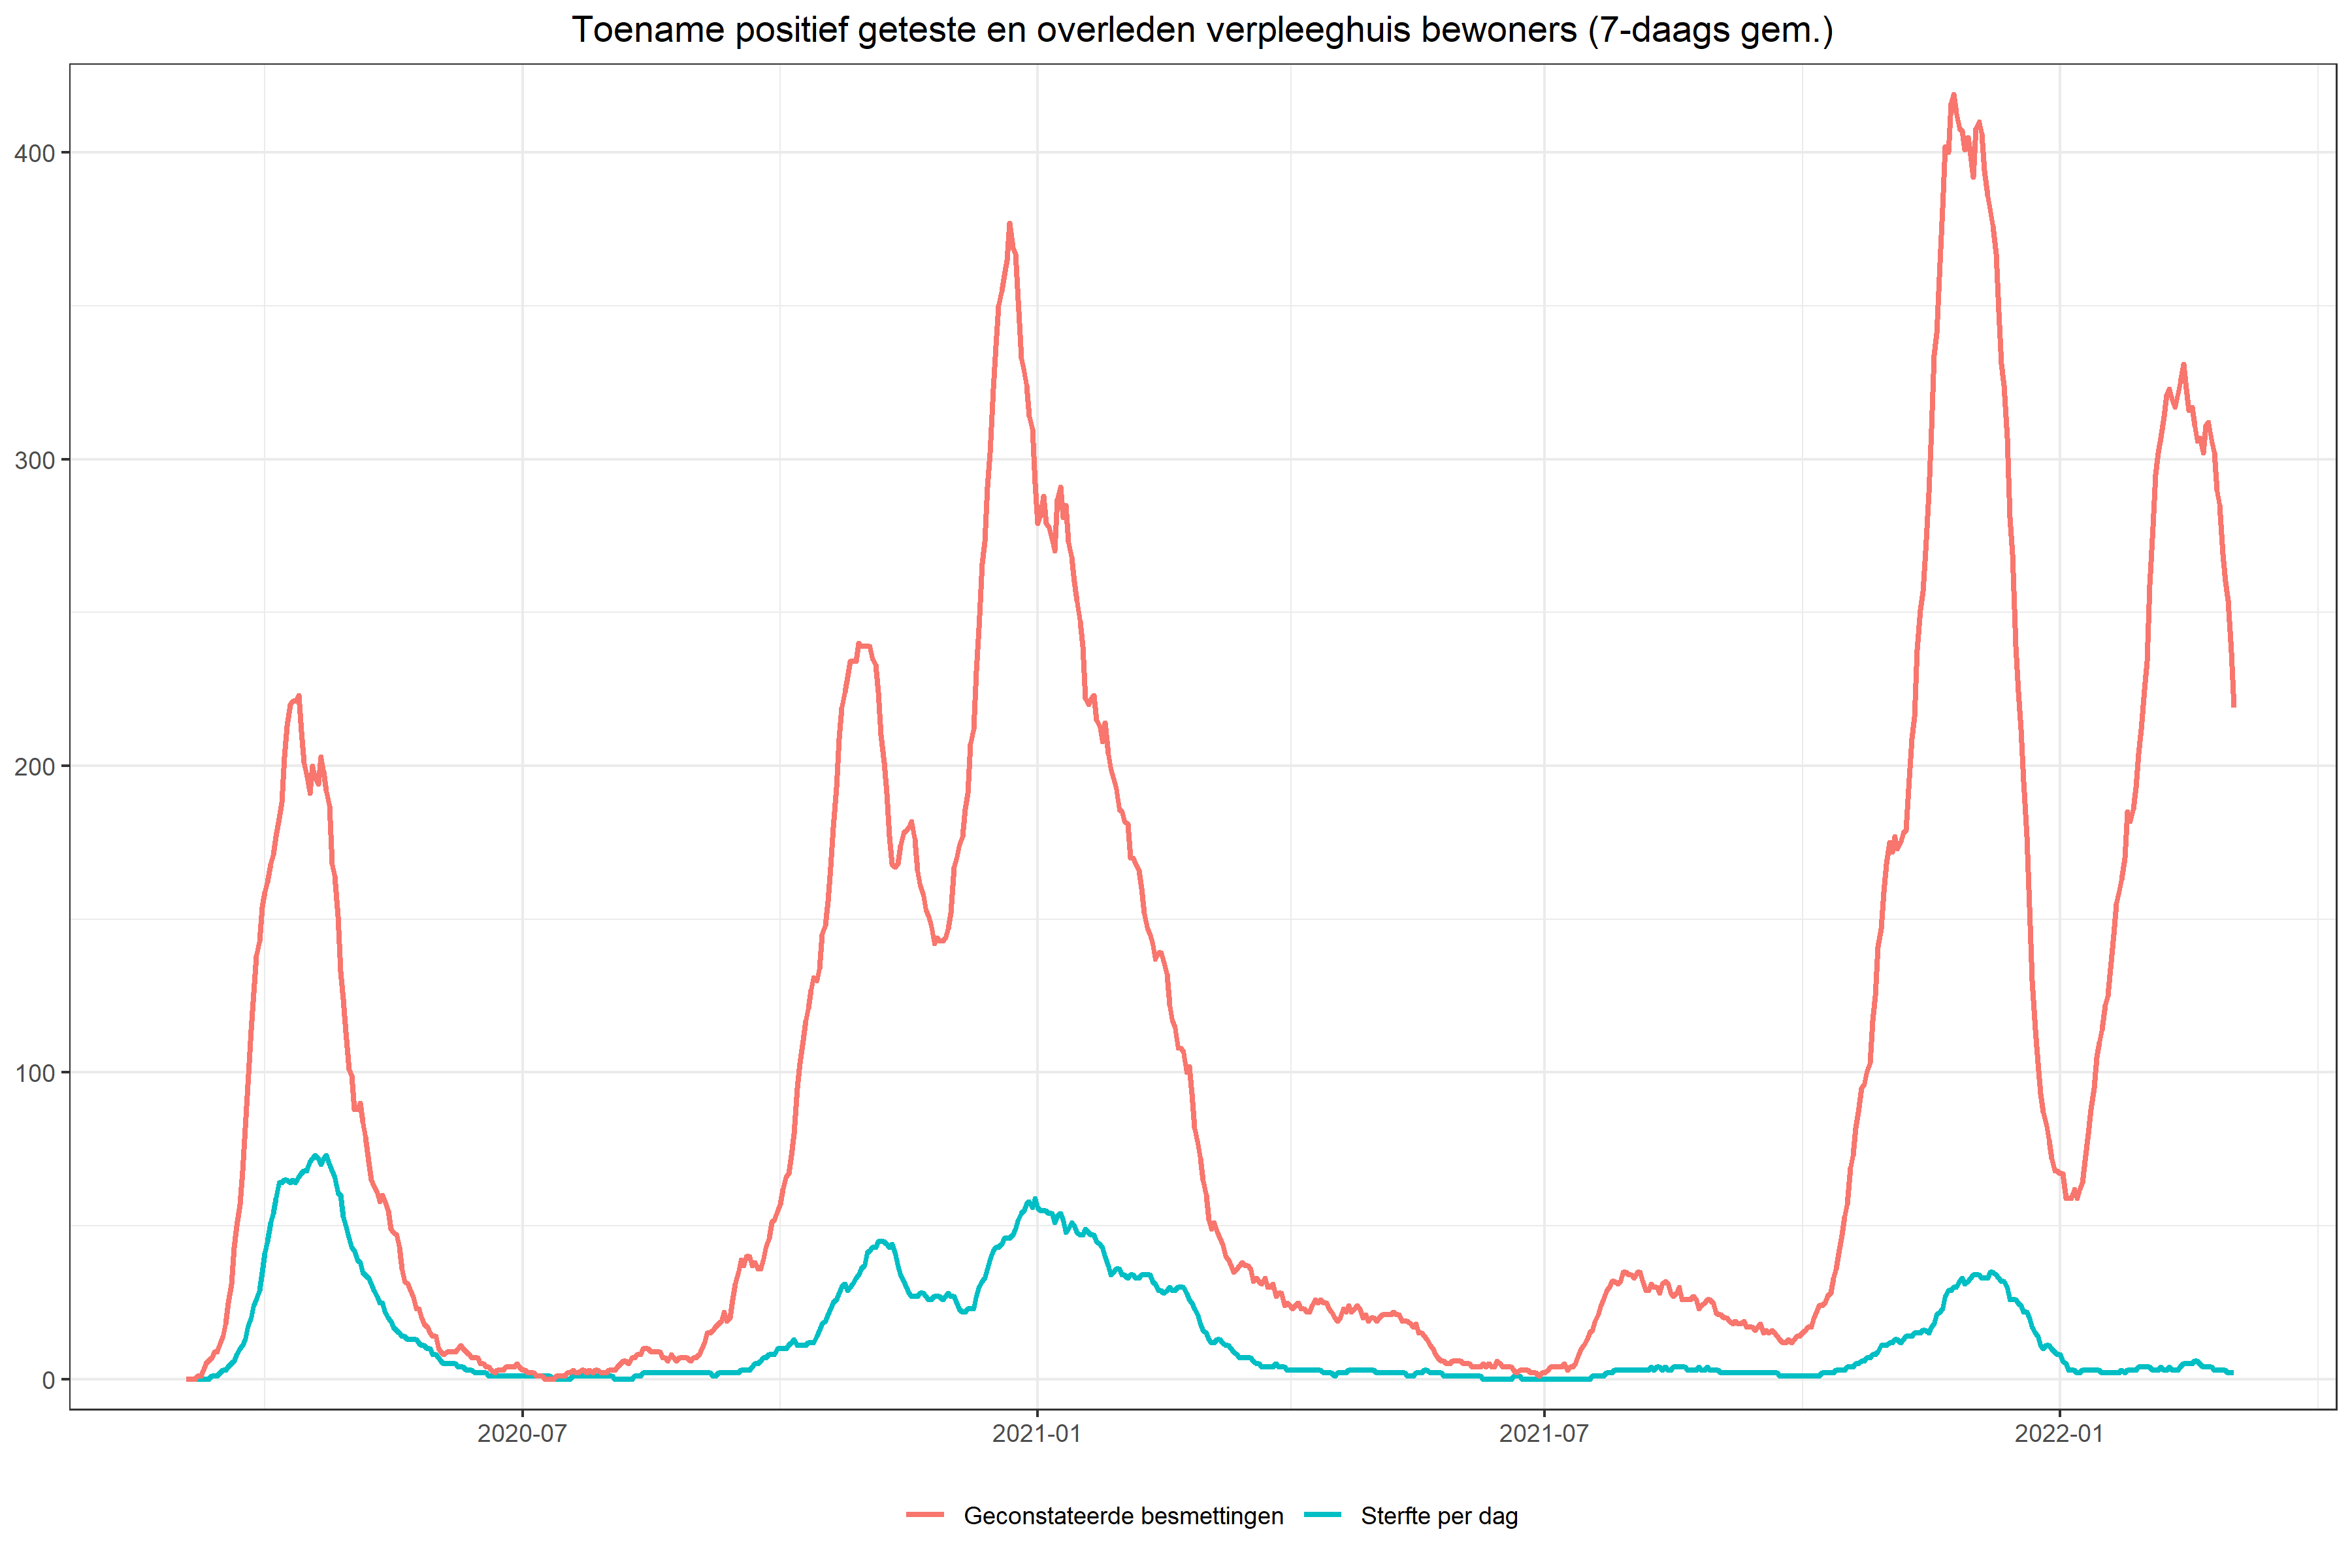 Toename positief geteste en overleden verpleeghuis bewoners (7-daags gem.)
400
300
200
100
0
2020-07 2021-01 2021-07 2022-01
Geconstateerde besmettingen Sterfte per dag